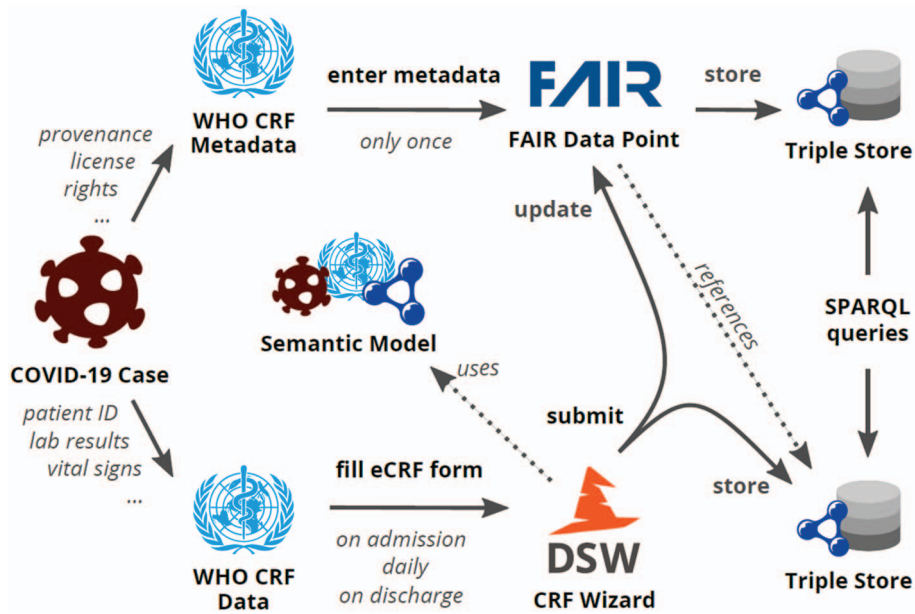 provenance
license
rights
...
WHO CRF
Metadata
enter metadata
only once
FAIR
FAIR Data Point
store
Triple Store
update
references
SPARQL
queries
COVID-19 Case
Semantic Model
uses
submit
patient ID
lab results
vital signs
...
WHO CRF
Data
fill eCRF form
on admission
daily
on discharge
DSW
CRF Wizard
store
Triple Store